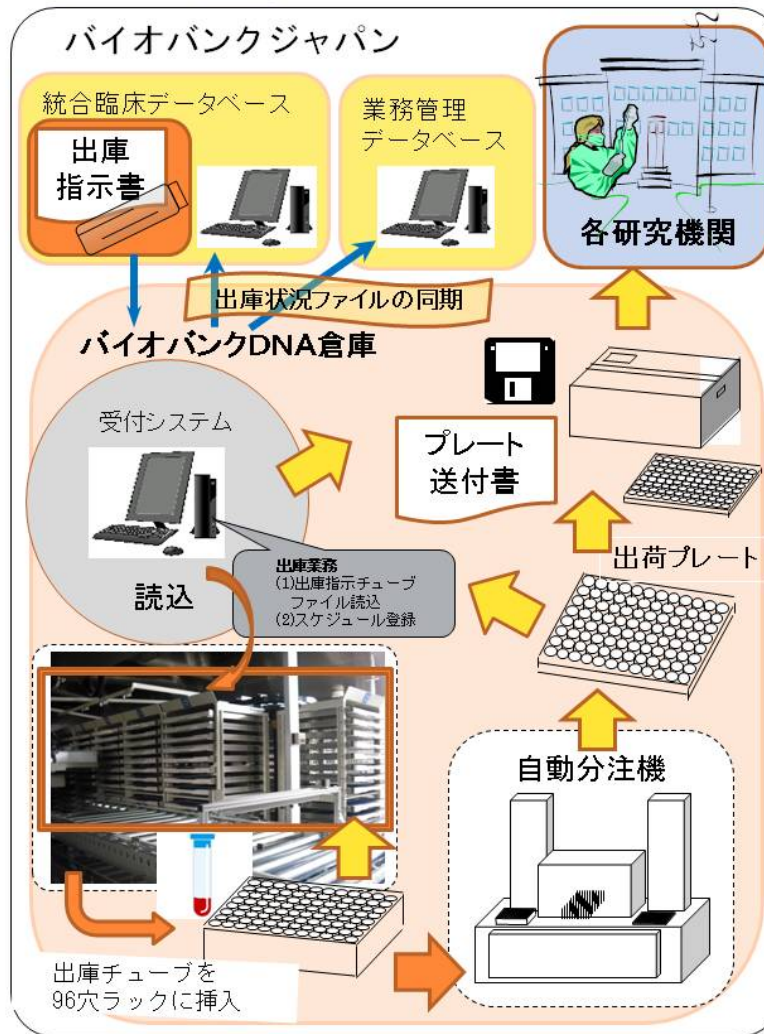 バイオバンクジャパン
統合臨床データベース
出庫
指示書
業務管理
データベース
各研究機関
出庫状況ファイルの同期
バイオバンクDNA倉庫
受付システム
読込
プレート
送付書
出庫業務
(1)出庫指示チューブ
ファイル読込
(2)スケジュール登録
出荷プレート
自動分注機
出庫チューブを
96穴ラックに挿入